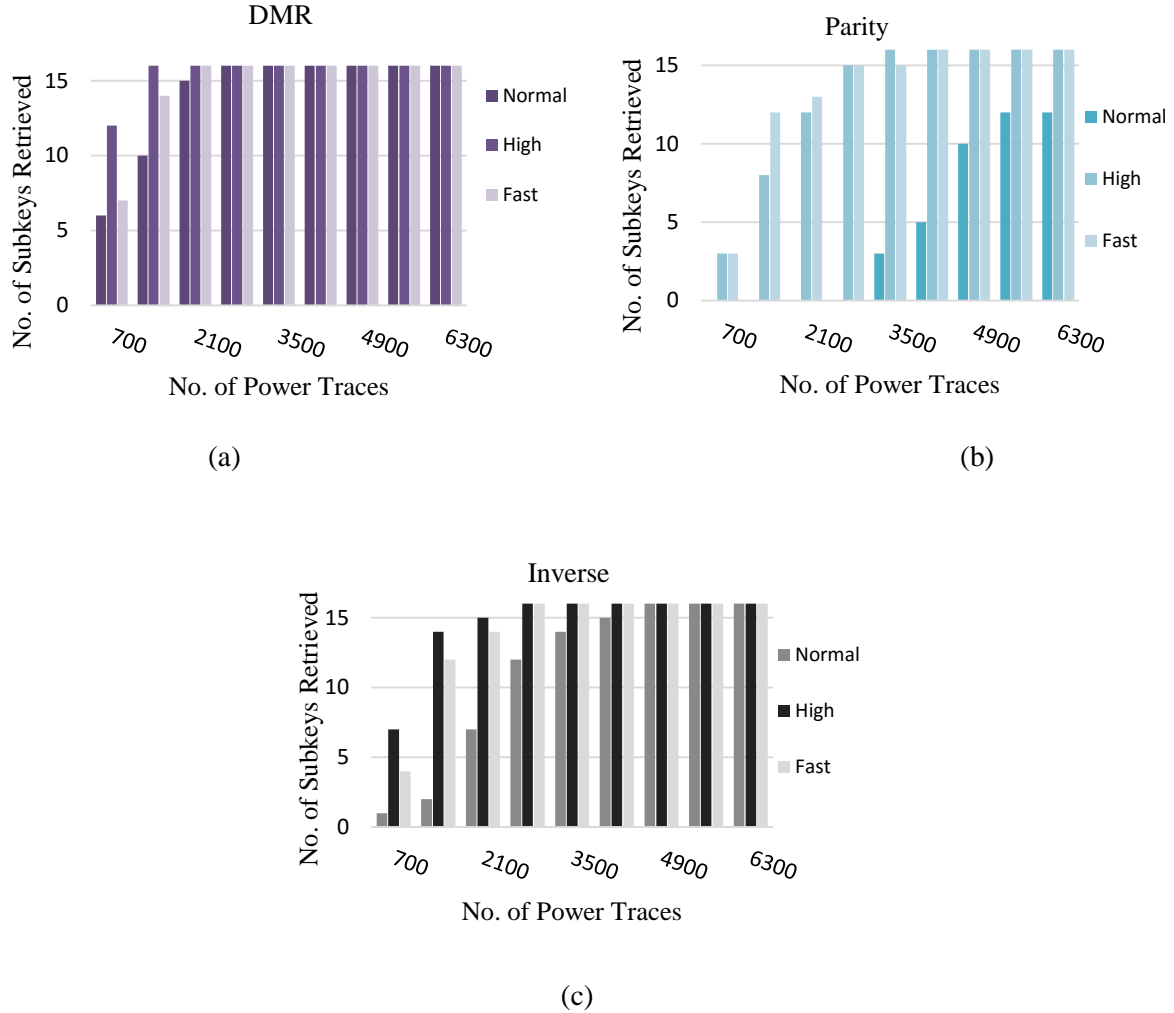 DMR
No. of Subkeys Retrieved
15
10
5
0
700
2100
3500
4900
6300
No. of Power Traces
Normal
High
Fast
(a)
Parity
No. of Subkeys Retrieved
15
10
5
0
700
2100
3500
4900
6300
No. of Power Traces
Normal
High
Fast
(b)
Inverse
No. of Subkeys Retrieved
15
10
5
0
700
2100
3500
4900
6300
No. of Power Traces
Normal
High
Fast
(c)